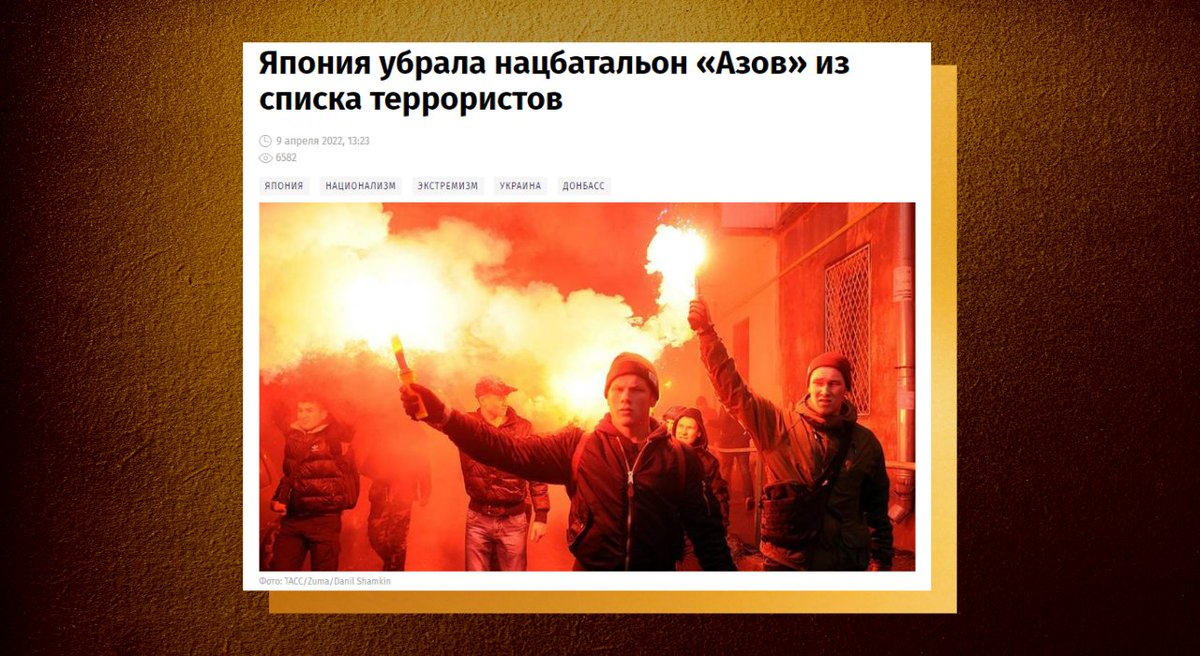 Япония убрала нацбатальон «Азов» из
списка террористов
9 апреля 2022, 13:23
6582
ЯПОНИЯ НАЦИОНАЛИЗМ ЭКСТРЕМИЗМ УКРАИНА ДОНБАСС
Фото: ТАСС/Zuma/Danil Shamkin